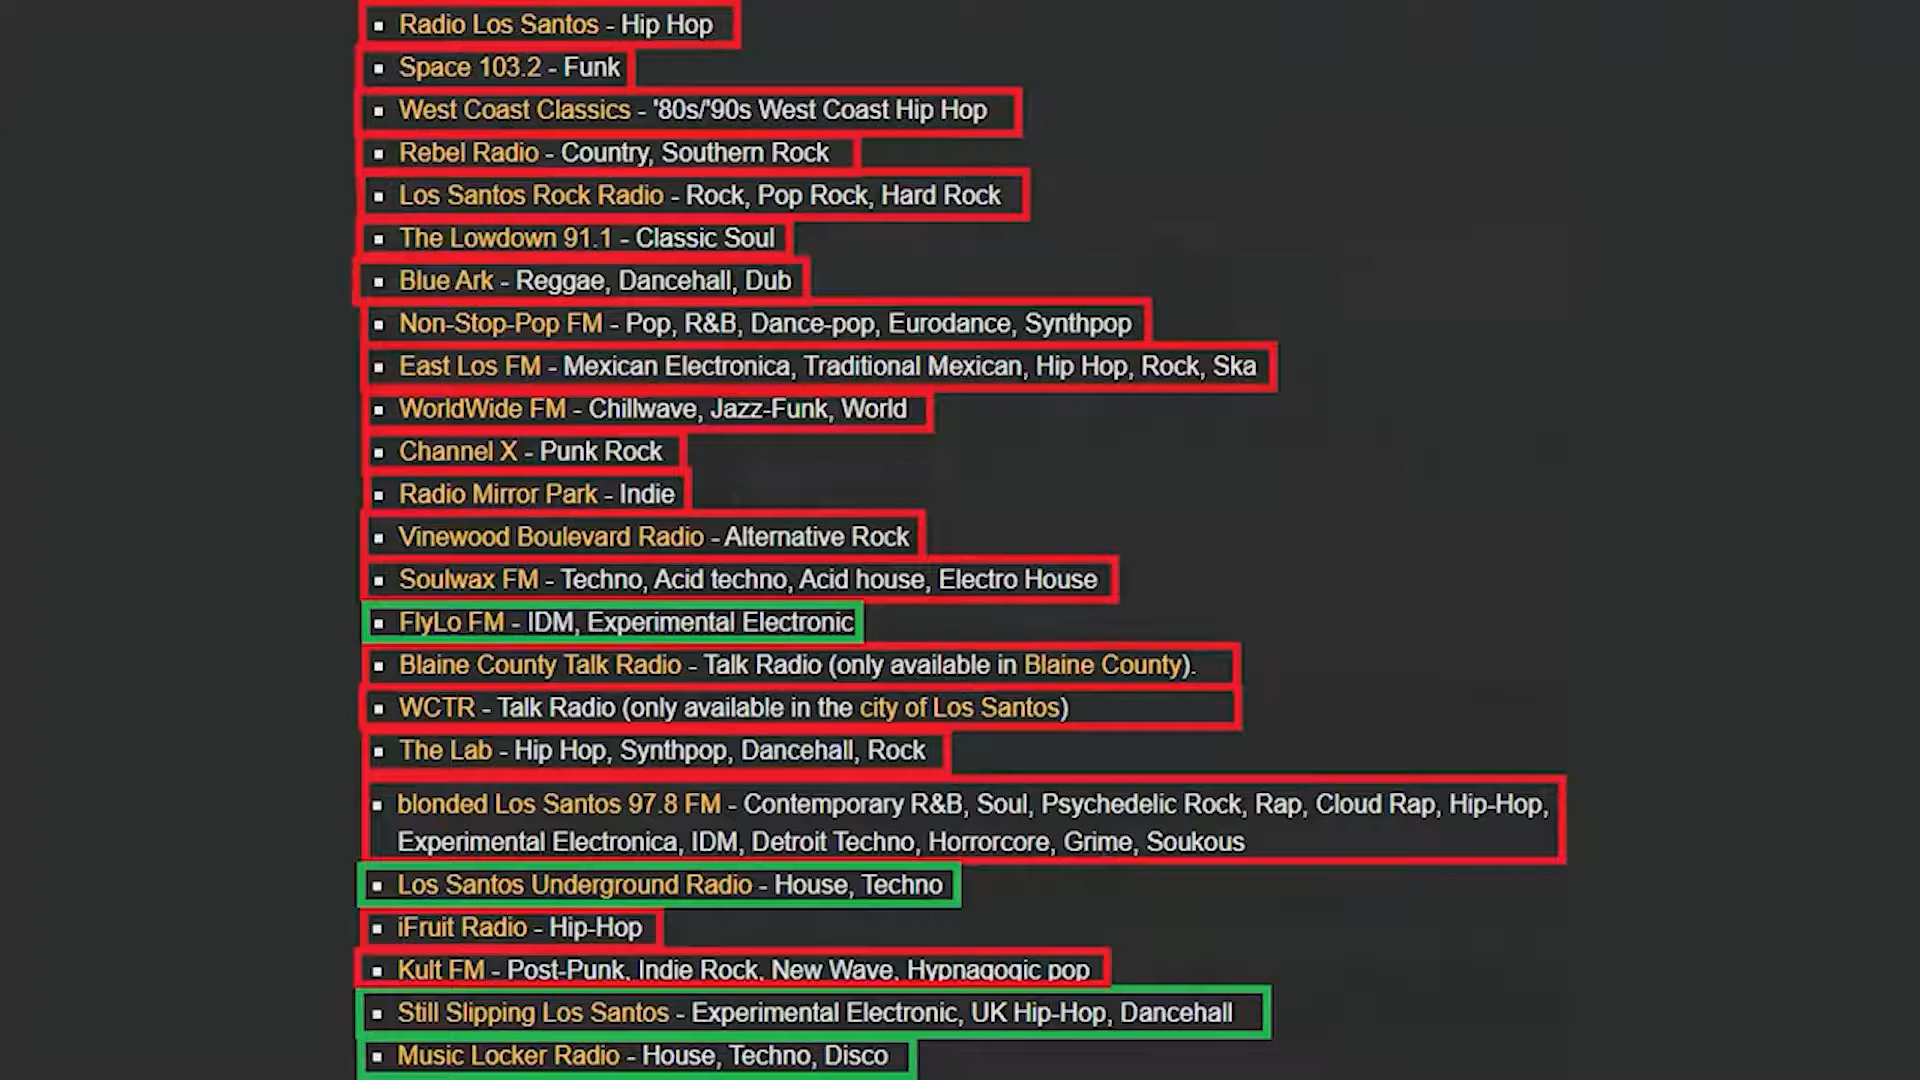 Radio Los Santos - Hip Hop
Space 103.2 - Funk
West Coast Classics - '80s/'90s West Coast Hip Hop
Rebel Radio - Country, Southern Rock
Los Santos Rock Radio - Rock, Pop Rock, Hard Rock
The Lowdown 91.1 - Classic Soul
Blue Ark - Reggae, Dancehall, Dub
Non-Stop-Pop FM - Pop, R&B, Dance-pop, Eurodance, Synthpop
East Los FM - Mexican Electronica, Traditional Mexican, Hip Hop, Rock, Ska
WorldWide FM - Chillwave, Jazz-Funk, World
Channel X - Punk Rock
Radio Mirror Park - Indie
Vinewood Boulevard Radio - Alternative Rock
Soulwax FM - Techno, Acid techno, Acid house, Electro House
FlyLo FM - IDM, Experimental Electronic
Blaine County Talk Radio - Talk Radio (only available in Blaine County).
WCTR - Talk Radio (only available in the city of Los Santos)
The Lab - Hip Hop, Synthpop, Dancehall, Rock
blonded Los Santos 97.8 FM - Contemporary R&B, Soul, Psychedelic Rock, Rap, Cloud Rap, Hip-Hop,
Experimental Electronica, IDM, Detroit Techno, Horrorcore, Grime, Soukous
Los Santos Underground Radio - House, Techno
iFruit Radio - Hip-Hop
Kult FM - Post-Punk, Indie Rock, New Wave, Hypnagogic pop
Still Slipping Los Santos - Experimental Electronic, UK Hip-Hop, Dancehall
Music Locker Radio - House, Techno, Disco